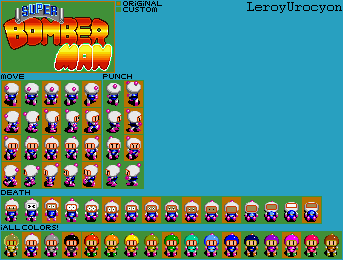 SUPER
BOMBER
MAN
ORIGINAL
CUSTOM
LeroyUrocyon
MOVE
PUNCH
DEATH
¡ALL COLORS!